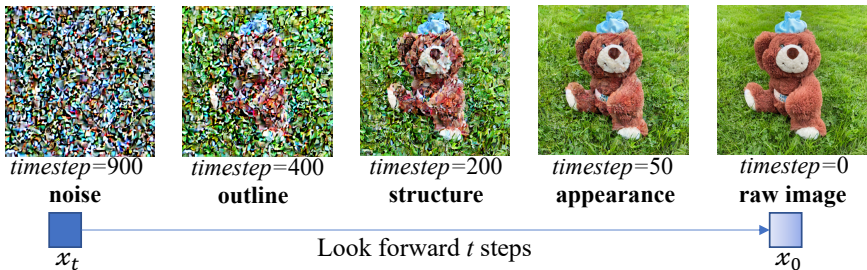 timestep=900 timestep=400 timestep=200 timestep=50 timestep=0
noise outline structure appearance raw image
Look forward t steps
x_t x_0